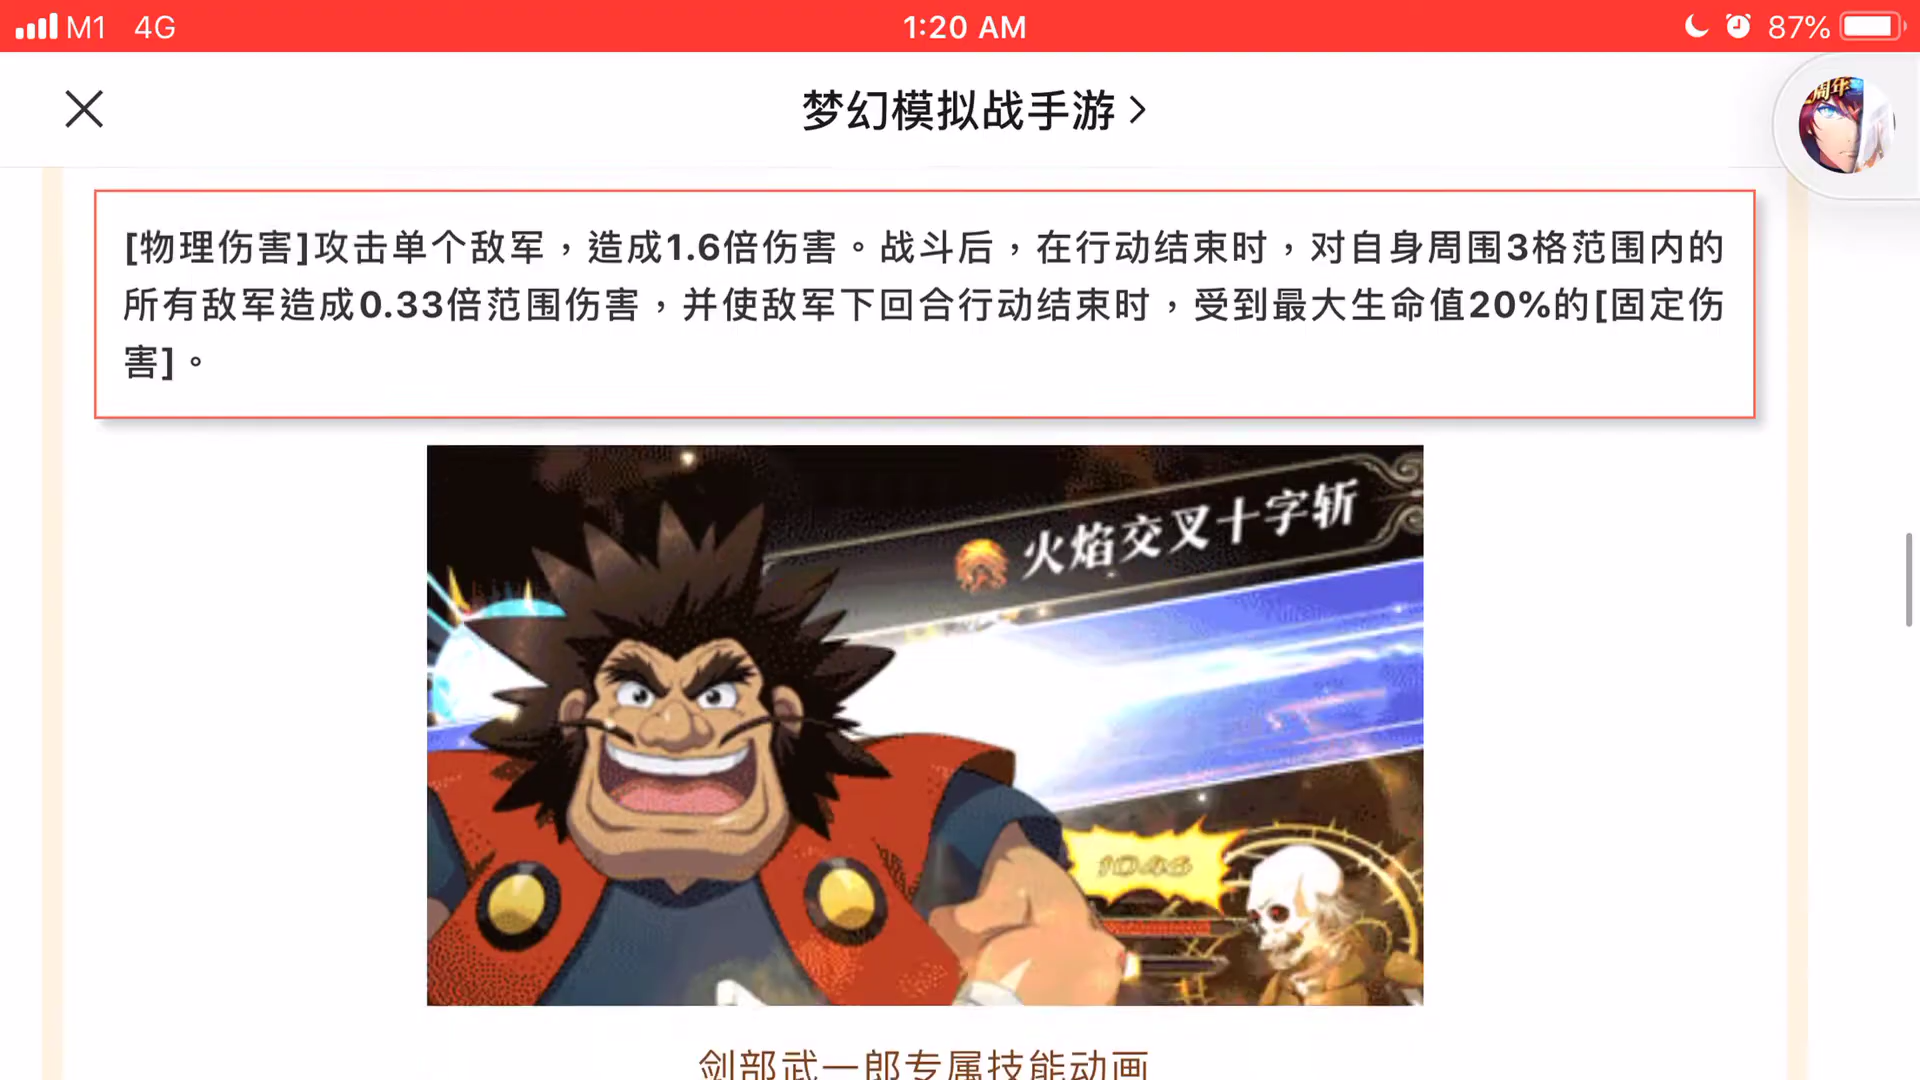 M1 4G
1:20 AM
87%
梦幻模拟战手游
周年
[物理伤害]攻击单个敌军，造成1.6倍伤害。战斗后，在行动结束时，对自身周围3格范围内的
所有敌军造成0.33倍范围伤害，并使敌军下回合行动结束时，受到最大生命值20%的[固定伤
害]。
火焰交叉十字斩
1046
剑部武一郎专属技能动画